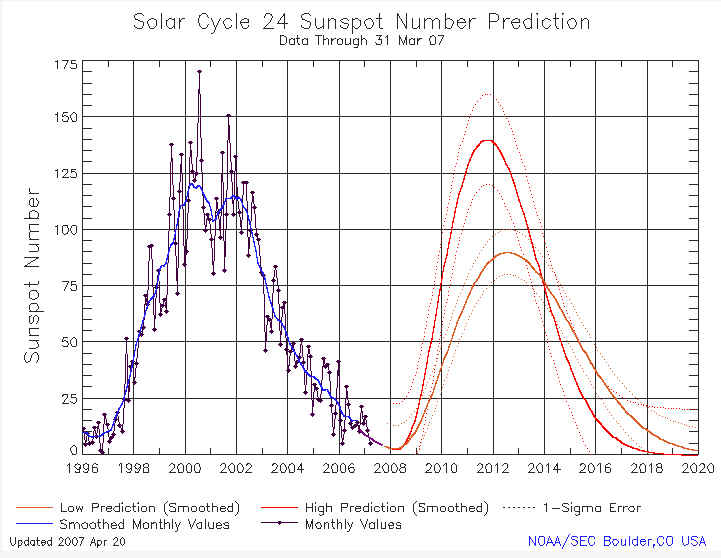 Solar Cycle 24 Sunspot Number Prediction
Data Through 31 Mar 07
175
150
125
100
75
50
25
0
Sunspot Number
1996 1998 2000 2002 2004 2006 2008 2010 2012 2014 2016 2018 2020
Low Prediction (Smoothed) High Prediction (Smoothed) 1-Sigma Error
Smoothed Monthly Values Monthly Values
Updated 2007 Apr 20 NOAA/SEC Boulder,CO USA